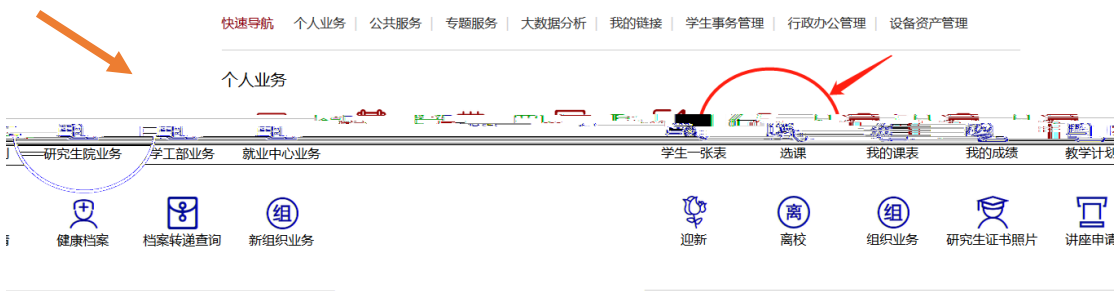 快速导航 个人业务 | 公共服务 | 专题服务 | 大数据分析 | 我的链接 | 学生事务管理 | 行政办公管理 | 设备资产管理
个人业务
研究生院业务 学工部业务 就业中心业务 学生一张表 选课 我的课表 我的成绩 教学计划
组 离 组
健康档案 档案转递查询 新组织业务 迎新 离校 组织业务 研究生证书照片 讲座申请